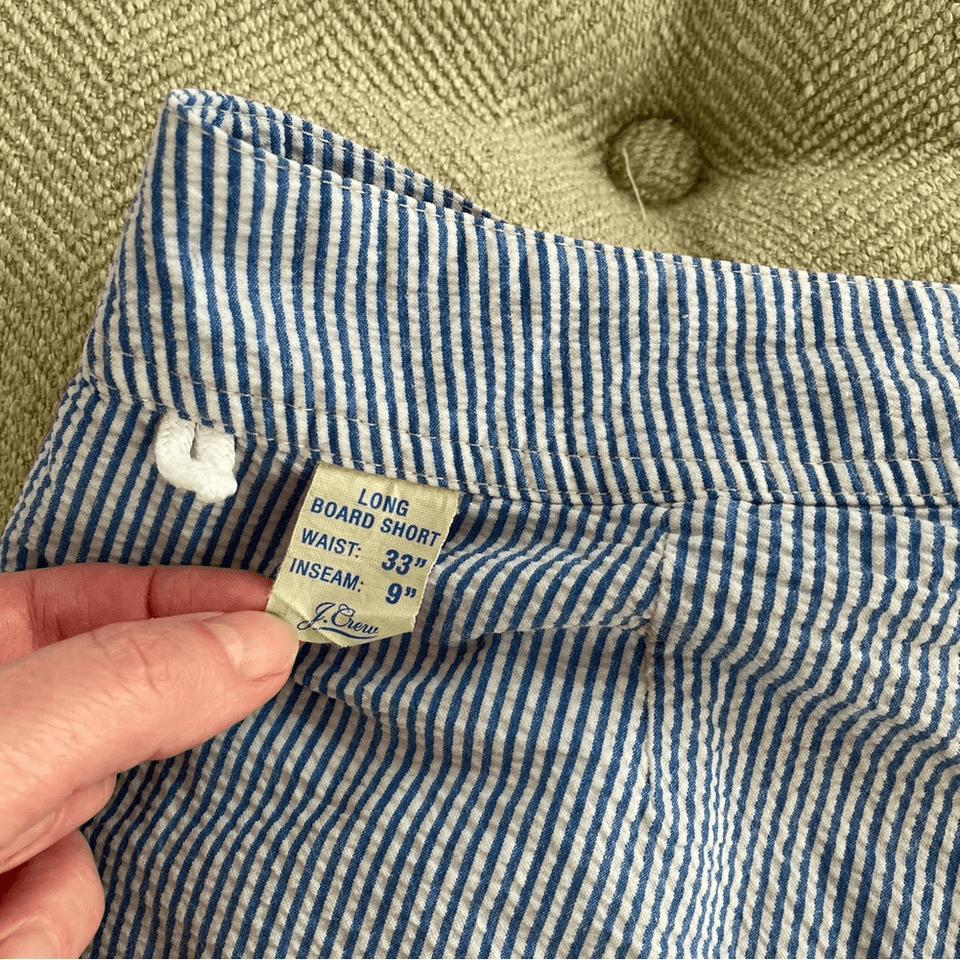 LONG
BOARD SHORT
WAIST: 33"
INSEAM: 9"
J.Crew